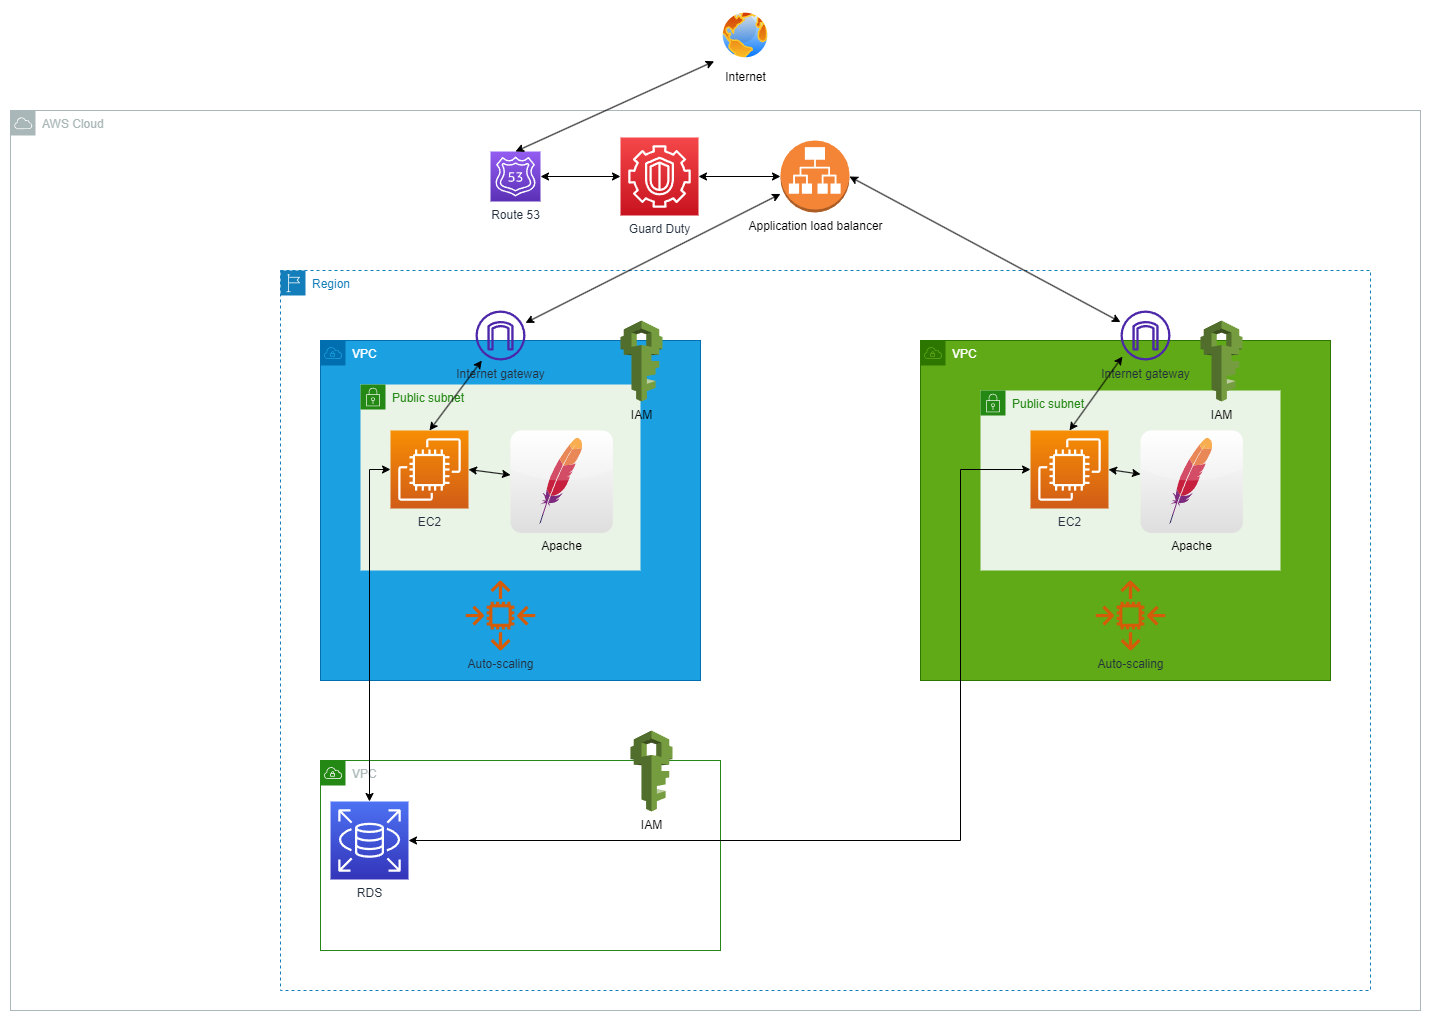 Internet
AWS Cloud
53
Route 53
Guard Duty
Application load balancer
Region
VPC
Internet gateway
Public subnet
IAM
EC2
Apache
Auto-scaling
VPC
Internet gateway
Public subnet
IAM
EC2
Apache
Auto-scaling
VPC
IAM
RDS